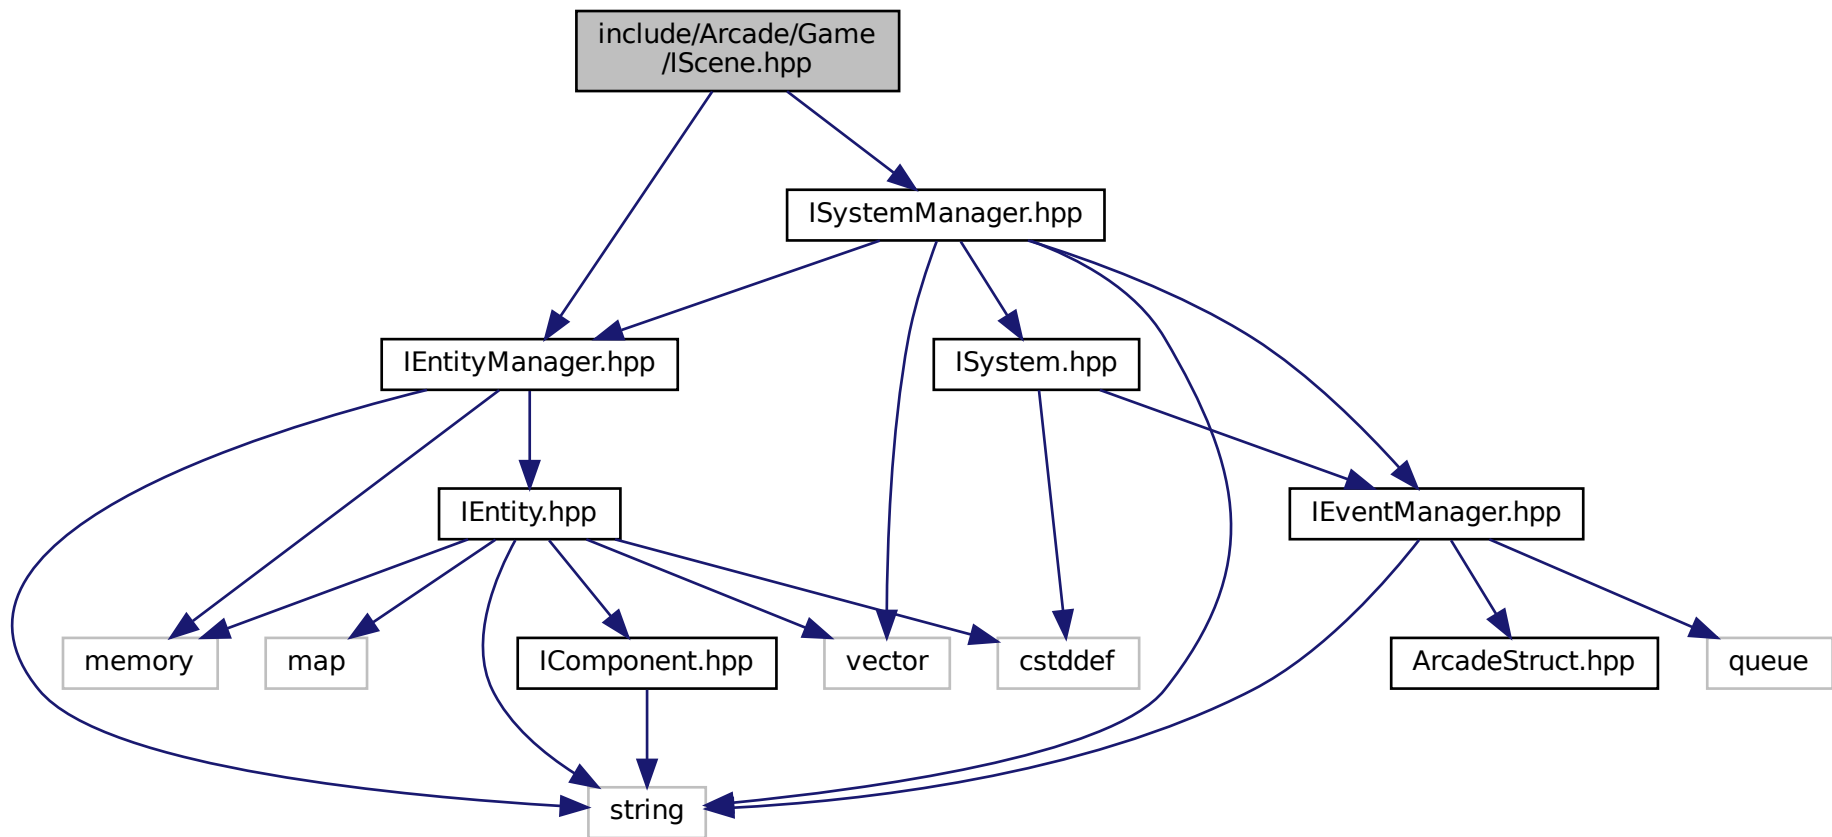 include/Arcade/Game
/IScene.hpp
ISystemManager.hpp
IEntityManager.hpp
ISystem.hpp
IEntity.hpp
IEventManager.hpp
memory
map
IComponent.hpp
vector
cstddef
ArcadeStruct.hpp
queue
string